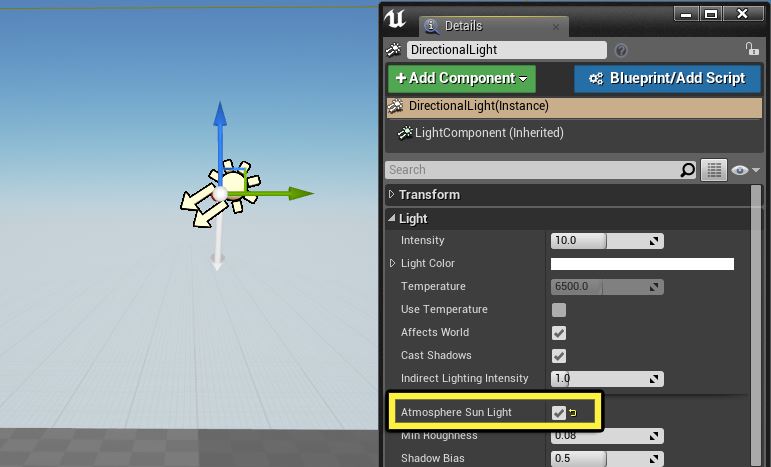 Details
DirectionalLight
+Add Component
Blueprint/Add Script
DirectionalLight(Instance)
LightComponent (Inherited)
Search
Transform
Light
Intensity 10.0
Light Color
Temperature 6500.0
Use Temperature
Affects World
Cast Shadows
Indirect Lighting Intensity 1.0
Atmosphere Sun Light
Min Roughness 0.08
Shadow Bias 0.5